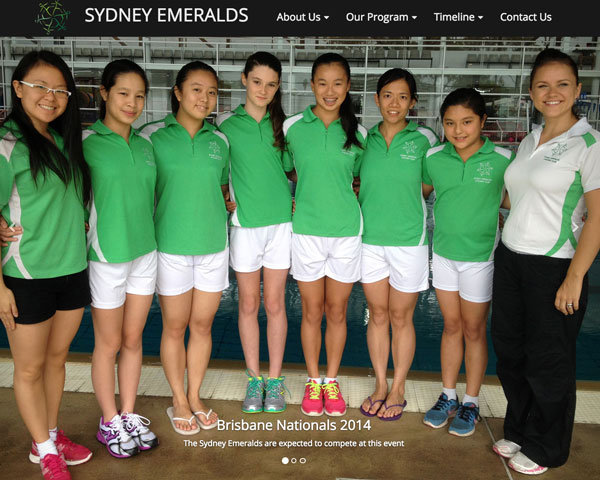 SYDNEY EMERALDS
About Us Our Program Timeline Contact Us
Brisbane Nationals 2014
The Sydney Emeralds are expected to compete at this event